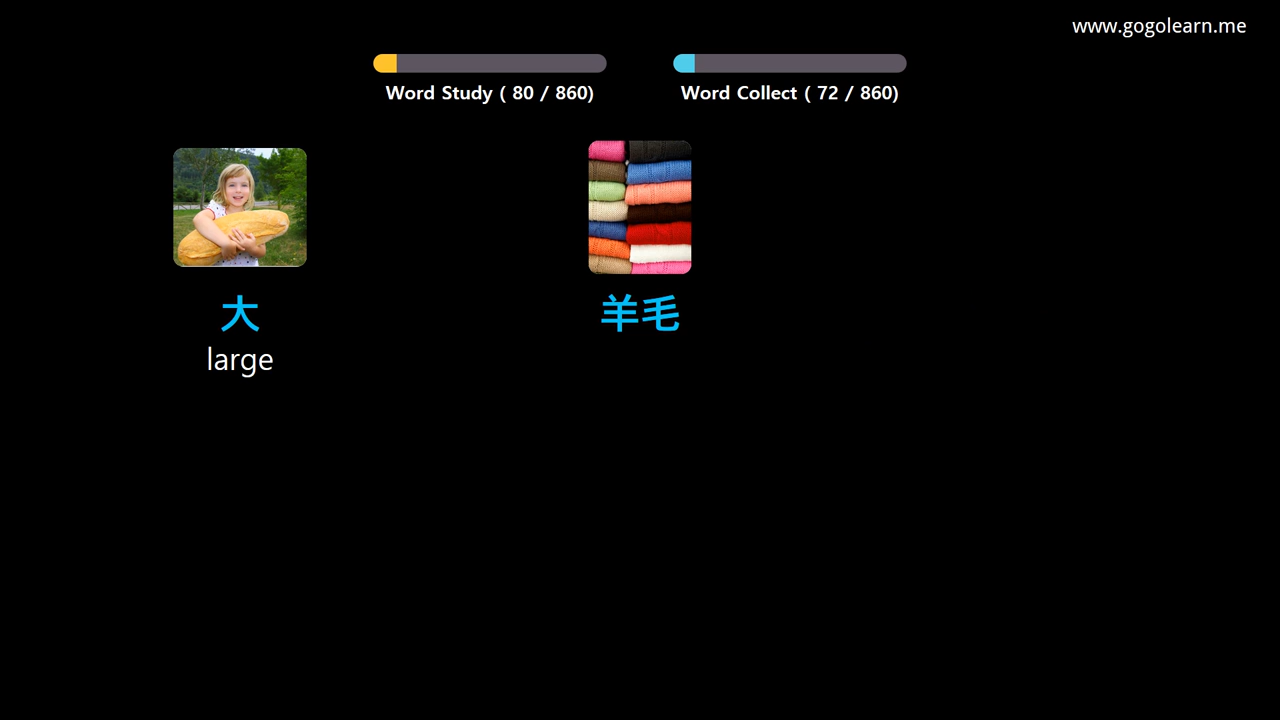 www.gogolearn.me
Word Study ( 80 / 860)
Word Collect ( 72 / 860)
大
large
羊毛